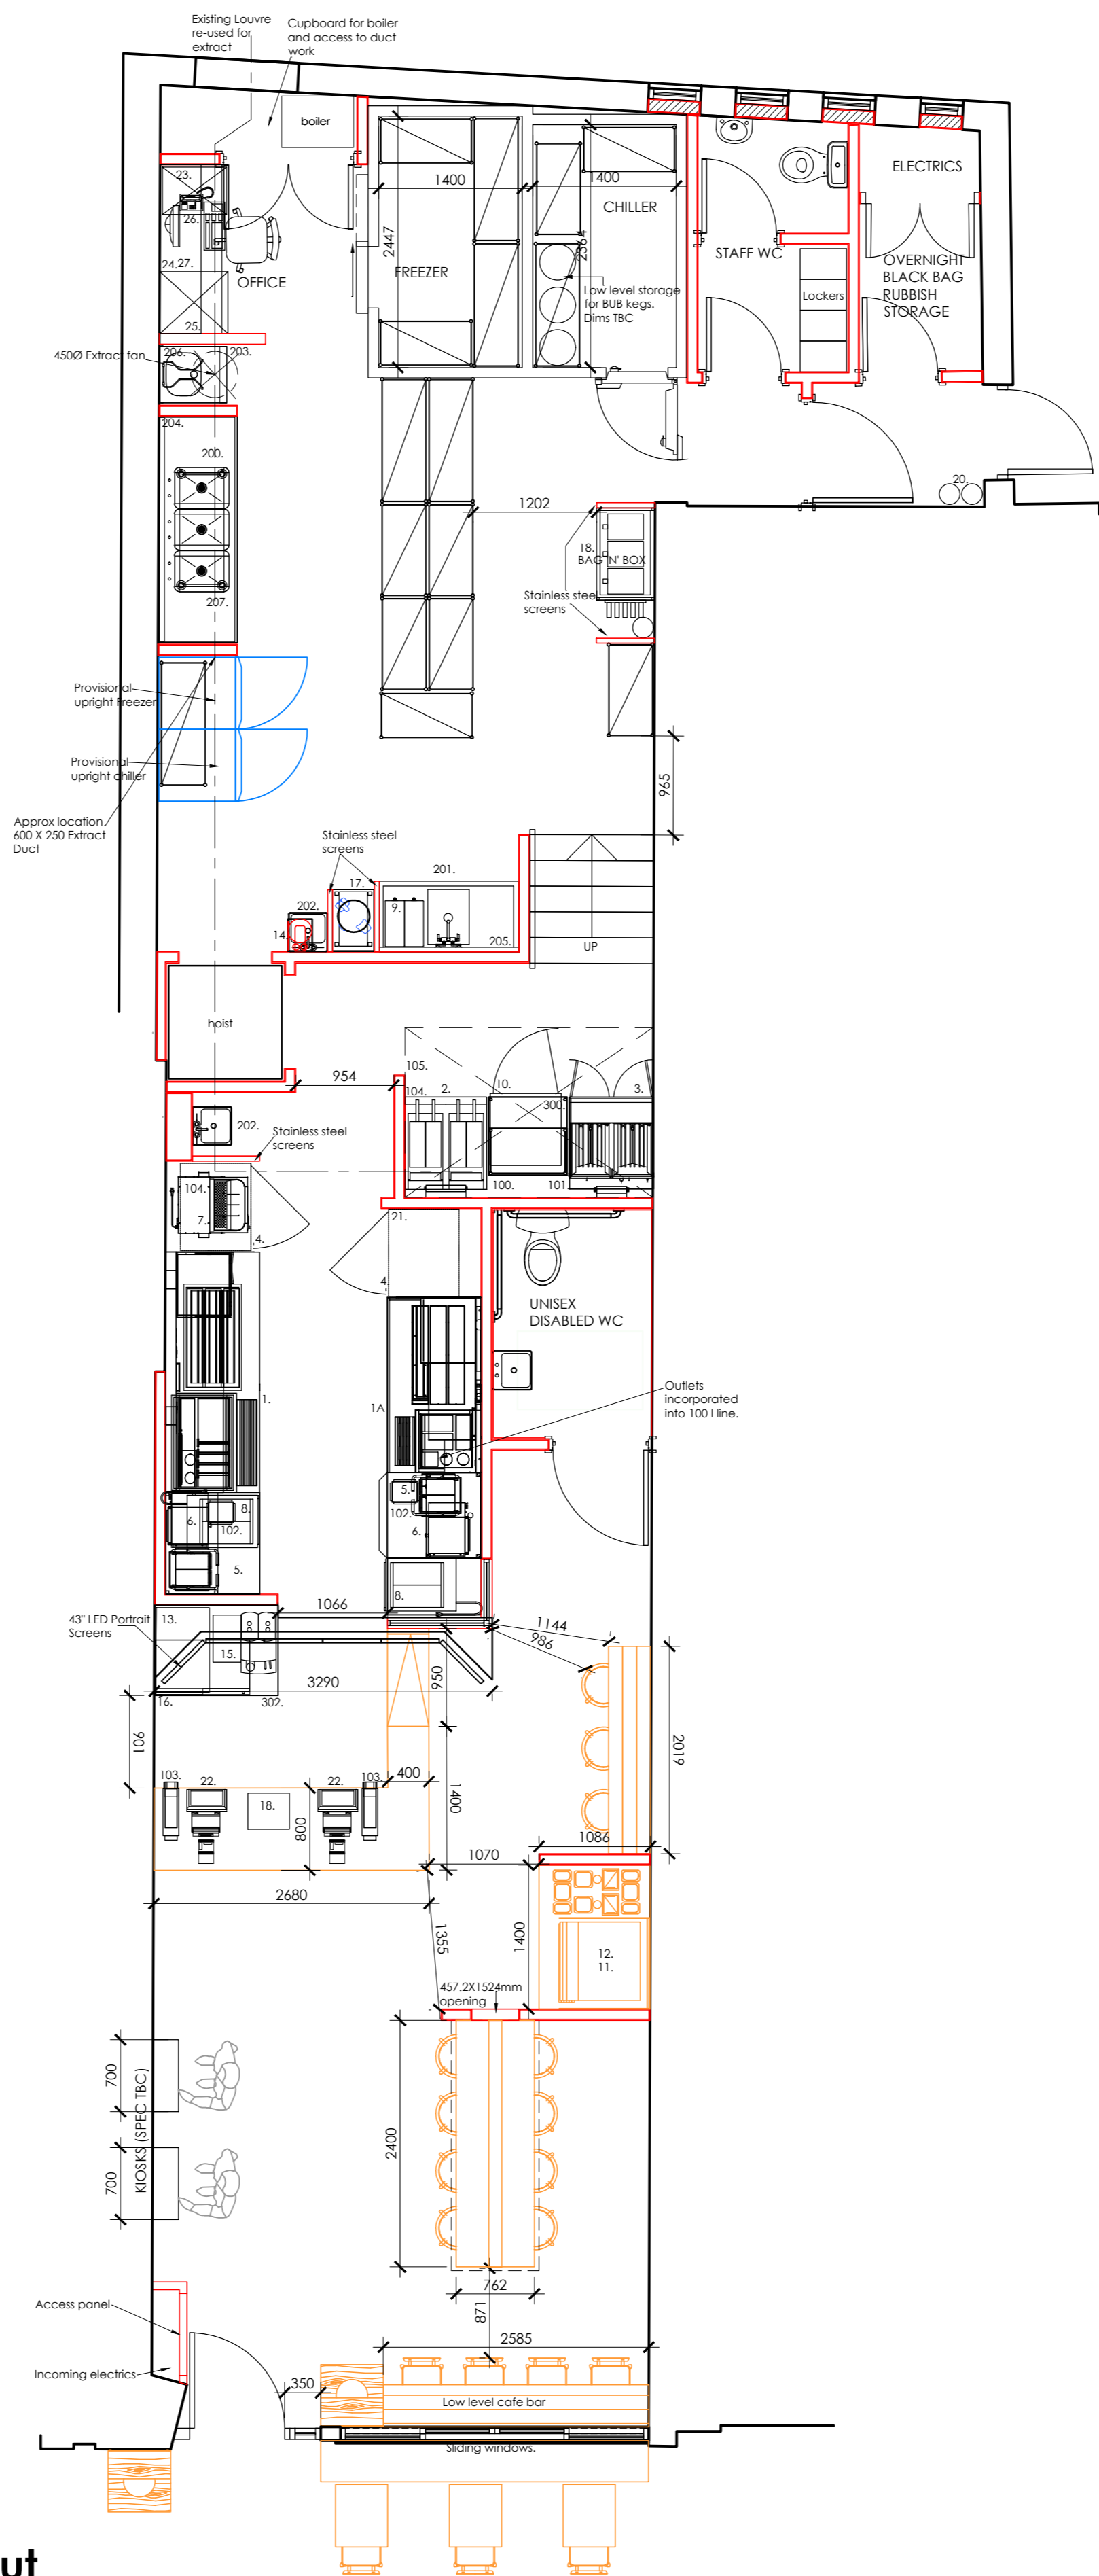 Existing Louvre
re-used for
extract
Cupboard for boiler
and access to duct
work
boiler
23.
26.
24.
27.
25.
OFFICE
1400
2447
FREEZER
1400
CHILLER
2364
Low level storage
for BUB kegs.
Dims TBC
STAFF WC
Lockers
ELECTRICS
OVERNIGHT
BLACK BAG
RUBBISH
STORAGE
450Ø Extract fan
206.
203.
204.
200.
207.
1202
18.
BAG 'N' BOX
20.
Stainless stee
screens
Provisional
upright Freezer
Provisional
upright chiller
Approx location
600 X 250 Extract
Duct
965
Stainless steel
screens
201.
17.
202.
9.
14.
205.
UP
hoist
954
105.
104.
2.
10.
300.
3.
100.
101.
202.
Stainless steel
screens
104.
7.
4.
21.
4.
UNISEX
DISABLED WC
1.
1A
Outlets
incorporated
into 100 l line.
5.
102.
6.
6.
8.
102.
5.
8.
43" LED Portrait
Screens
13.
1066
1144
986
15.
16.
302.
3290
950
901
2019
103.
22.
18.
22.
103.
400
800
1400
1086
1070
2680
1355
1400
12.
11.
457.2X1524mm
opening
700
KIOSKS (SPEC TBC)
700
2400
762
871
Access panel
Incoming electrics
2585
350
Low level cafe bar
Sliding windows.
ut